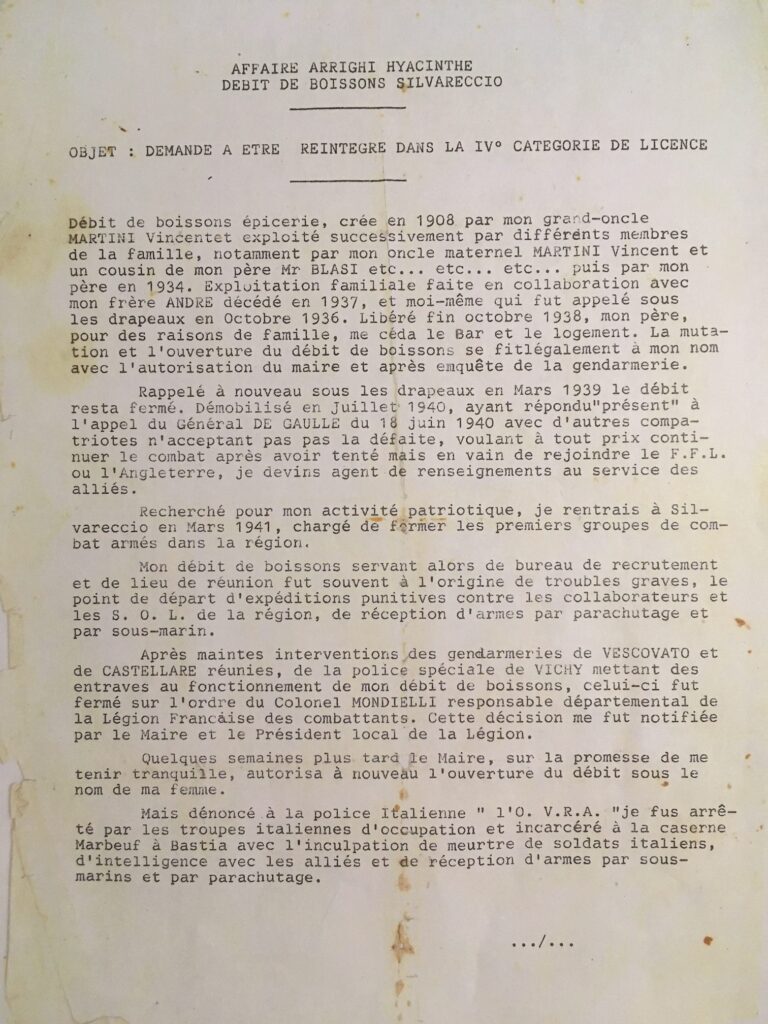 AFFAIRE ARRIGHI HYACINTHE
DEBIT DE BOISSONS SILVARECCIO
OBJET : DEMANDE A ETRE REINTEGRE DANS LA IV° CATEGORIE DE LICENCE
Débit de boissons épicerie, crée en 1908 par mon grand-oncle
MARTINI Vincentet exploité successivement par différents membres
de la famille, notamment par mon oncle maternel MARTINI Vincent et
un cousin de mon père Mr BLASI etc... etc... etc... puis par mon
père en 1934. Exploitation familiale faite en collaboration avec
mon frère ANDRE décédé en 1937, et moi-même qui fut appelé sous
les drapeaux en Octobre 1936. Libéré fin octobre 1938, mon père,
pour des raisons de famille, me céda le Bar et le logement. La muta-
tion et l'ouverture du débit de boissons se fitlégalement à mon nom
avec l'autorisation du maire et après emquête de la gendarmerie.
Rappelé à nouveau sous les drapeaux en Mars 1939 le débit
resta fermé. Démobilisé en Juillet 1940, ayant répondu"présent" à
l'appel du Général DE GAULLE du 18 juin 1940 avec d'autres compa-
triotes n'acceptant pas pas la défaite, voulant à tout prix conti-
nuer le combat après avoir tenté mais en vain de rejoindre le F.F.L.
ou l'Angleterre, je devins agent de renseignements au service des
alliés.
Recherché pour mon activité patriotique, je rentrais à Sil-
vareccio en Mars 1941, chargé de former les premiers groupes de com-
bat armés dans la région.
Mon débit de boissons servant alors de bureau de recrutement
et de lieu de réunion fut souvent à l'origine de troubles graves, le
point de départ d'expéditions punitives contre les collaborateurs et
les S. O. L. de la région, de réception d'armes par parachutage et
par sous-marin.
Après maintes interventions des gendarmeries de VESCOVATO et
de CASTELLARE réunies, de la police spéciale de VICHY mettant des
entraves au fonctionnement de mon débit de boissons, celui-ci fut
fermé sur l'ordre du Colonel MONDIELLI responsable départemental de
la Légion Francaise des combattants. Cette décision me fut notifiée
par le Maire et le Président local de la Légion.
Quelques semaines plus tard le Maire, sur la promesse de me
tenir tranquille, autorisa à nouveau l'ouverture du débit sous le
nom de ma femme.
Mais dénoncé à la police Italienne " l'O. V.R.A. "je fus arrê-
té par les troupes italiennes d'occupation et incarcéré à la caserne
Marbeuf à Bastia avec l'inculpation de meurtre de soldats italiens,
d'intelligence avec les alliés et de réception d'armes par sous-
marins et par parachutage.
.../...